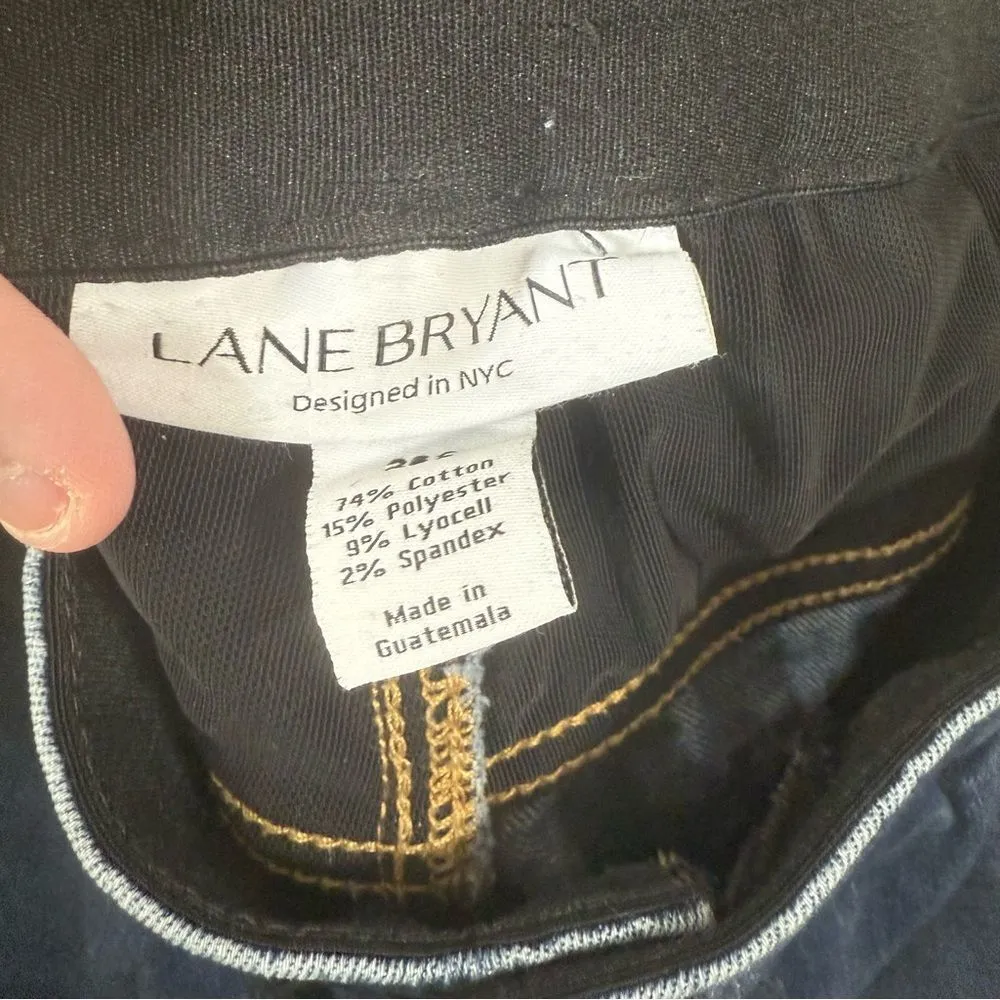 LANE BRYANT
Designed in NYC
74% Cotton
15% Polyester
9% Lyocell
2% Spandex
Made in
Guatemala